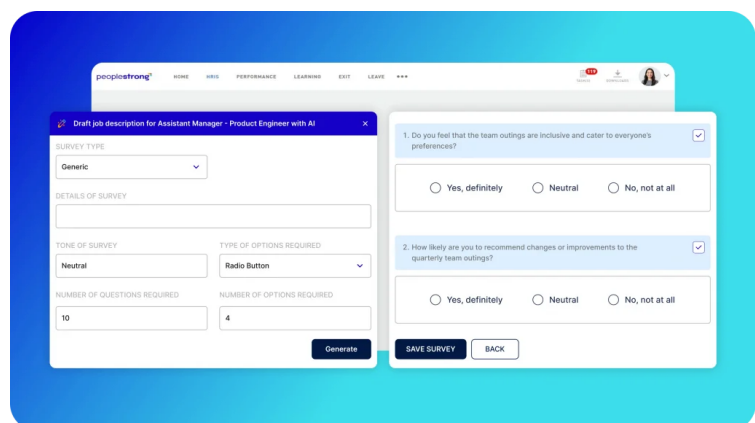 peoplestrong
HOME HRIS PERFORMANCE LEARNING EXIT LEAVE •••
119
Draft job description for Assistant Manager - Product Engineer with AI ×
SURVEY TYPE
Generic
DETAILS OF SURVEY
TONE OF SURVEY TYPE OF OPTIONS REQUIRED
Neutral Radio Button
NUMBER OF QUESTIONS REQUIRED NUMBER OF OPTIONS REQUIRED
10 4
Generate
1. Do you feel that the team outings are inclusive and cater to everyone's
preferences?
Yes, definitely Neutral No, not at all
2. How likely are you to recommend changes or improvements to the
quarterly team outings?
Yes, definitely Neutral No, not at all
SAVE SURVEY BACK